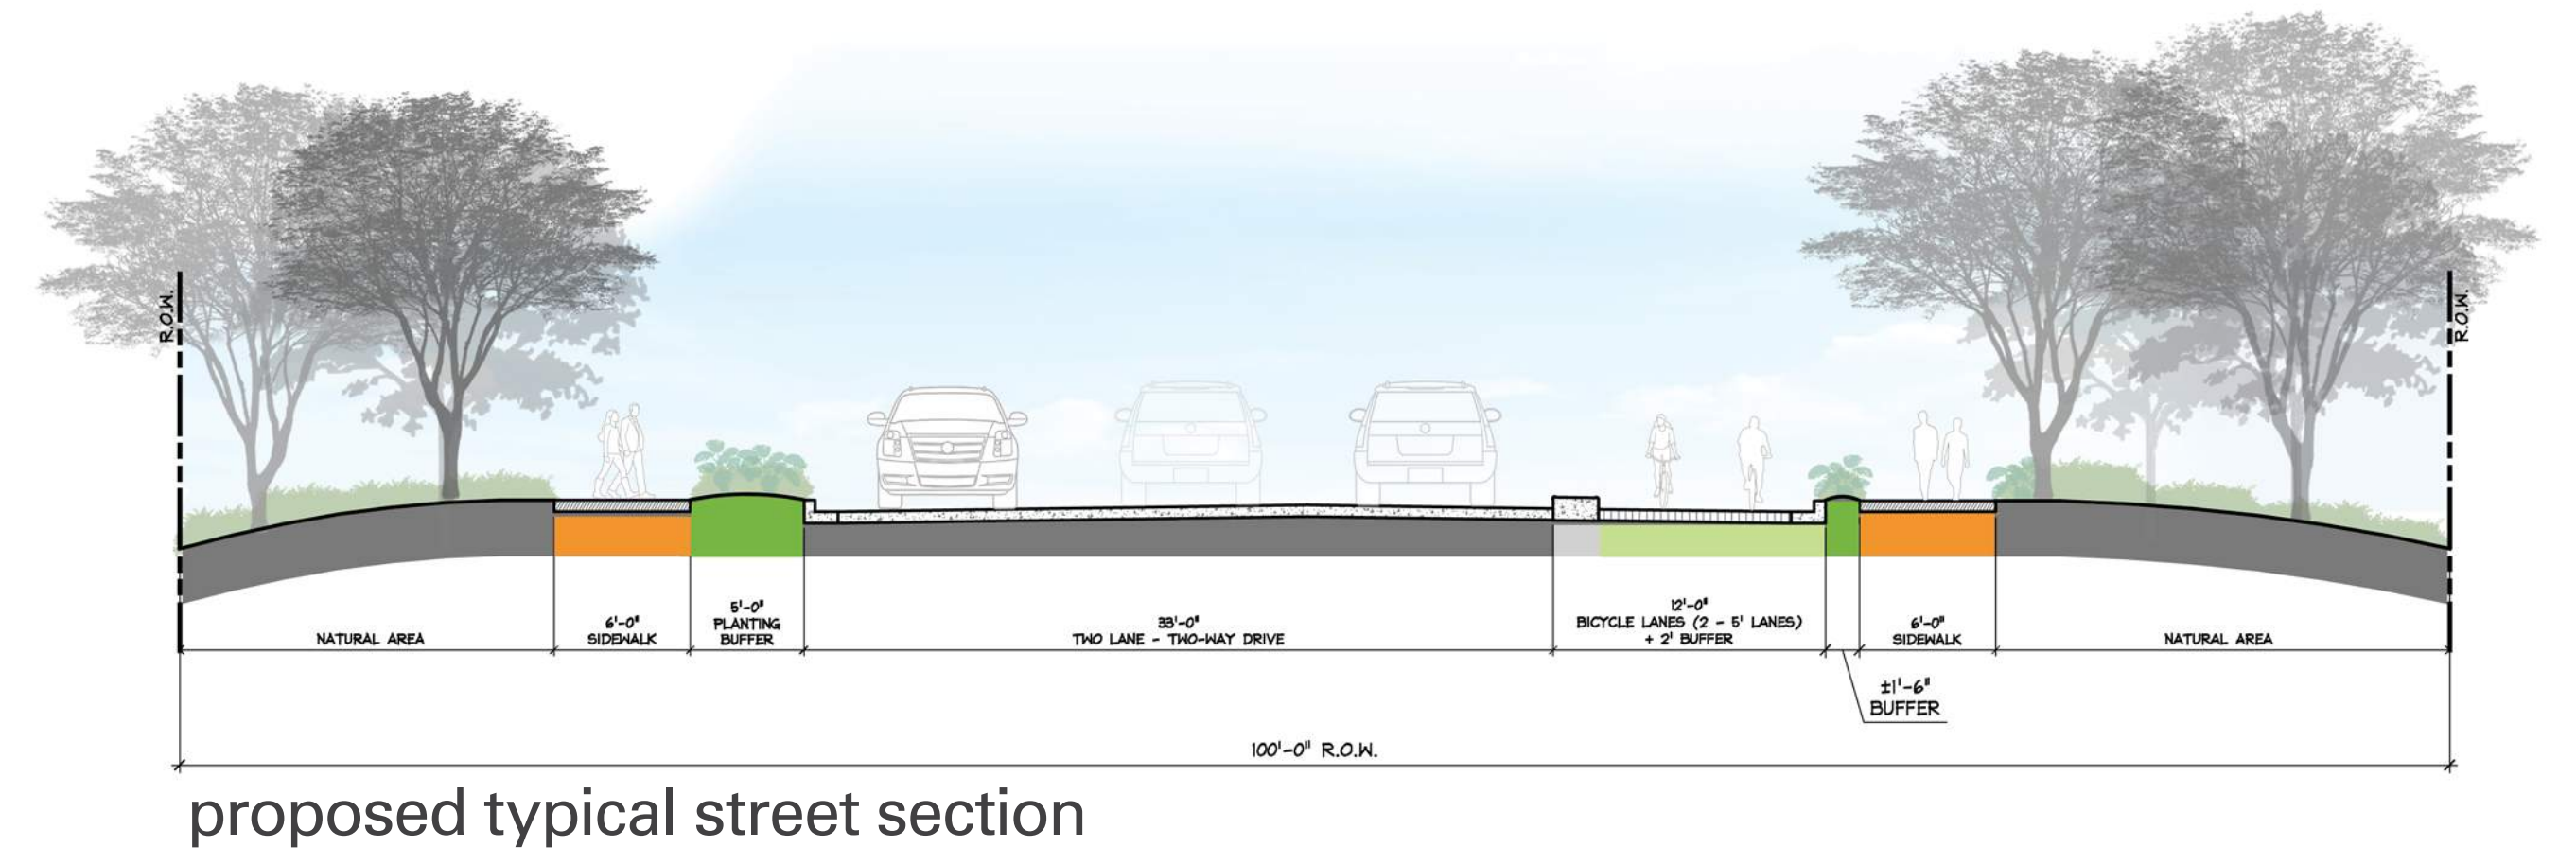 R.O.W.
R.O.W.
NATURAL AREA
6'-0"
SIDEWALK
5'-0"
PLANTING
BUFFER
33'-0"
TWO LANE - TWO-WAY DRIVE
12'-0"
BICYCLE LANES (2 - 5' LANES)
+ 2' BUFFER
6'-0"
SIDEWALK
NATURAL AREA
±1'-6"
BUFFER
100'-0" R.O.W.
proposed typical street section